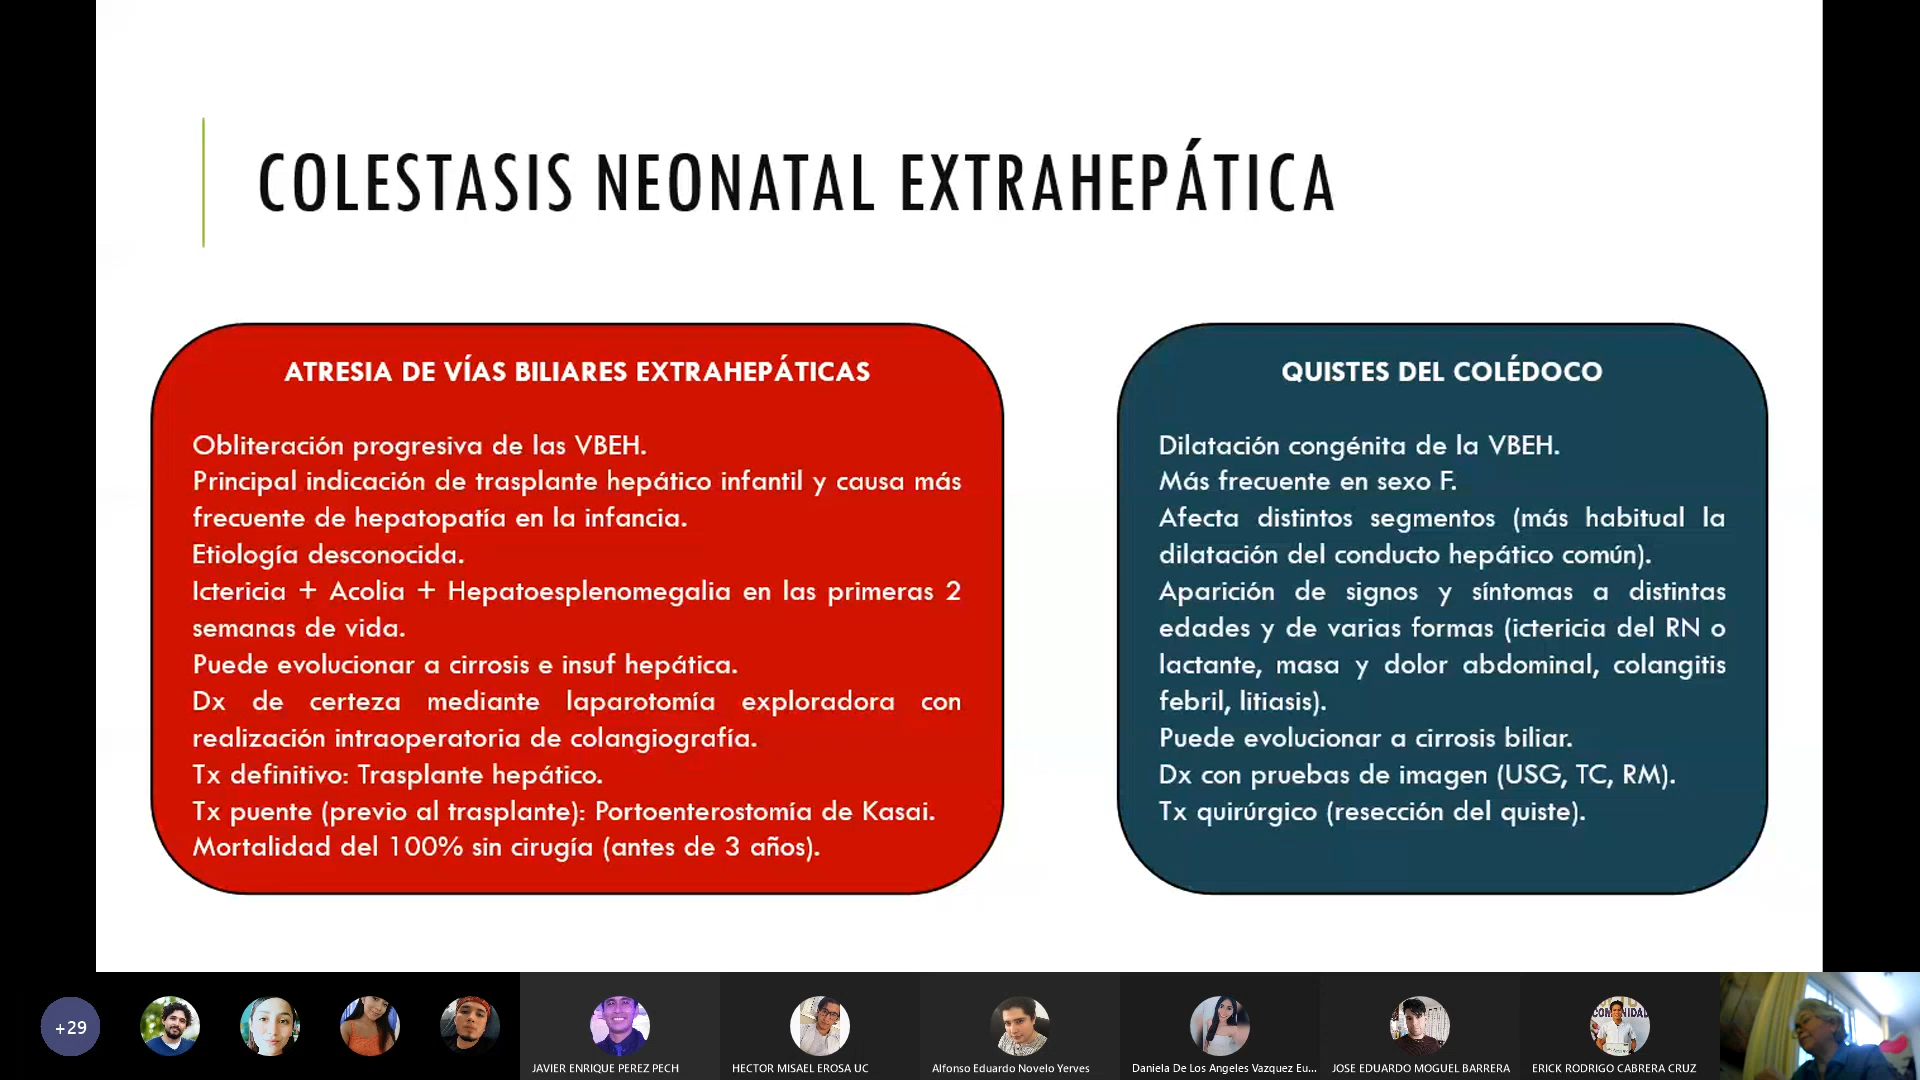 COLESTASIS NEONATAL EXTRAHEPÁTICA
ATRESIA DE VÍAS BILIARES EXTRAHEPÁTICAS
Obliteración progresiva de las VBEH.
Principal indicación de trasplante hepático infantil y causa más
frecuente de hepatopatía en la infancia.
Etiología desconocida.
Ictericia + Acolia + Hepatoesplenomegalia en las primeras 2
semanas de vida.
Puede evolucionar a cirrosis e insuf hepática.
Dx de certeza mediante laparotomía exploradora con
realización intraoperatoria de colangiografía.
Tx definitivo: Trasplante hepático.
Tx puente (previo al trasplante): Portoenterostomía de Kasai.
Mortalidad del 100% sin cirugía (antes de 3 años).
QUISTES DEL COLÉDOCO
Dilatación congénita de la VBEH.
Más frecuente en sexo F.
Afecta distintos segmentos (más habitual la
dilatación del conducto hepático común).
Aparición de signos y síntomas a distintas
edades y de varias formas (ictericia del RN o
lactante, masa y dolor abdominal, colangitis
febril, litiasis).
Puede evolucionar a cirrosis biliar.
Dx con pruebas de imagen (USG, TC, RM).
Tx quirúrgico (resección del quiste).
+29
JAVIER ENRIQUE PEREZ PECH
HECTOR MISAEL EROSA UC
Alfonso Eduardo Novelo Yerves
Daniela De Los Angeles Vazquez Eu...
JOSE EDUARDO MOGUEL BARRERA
ERICK RODRIGO CABRERA CRUZ